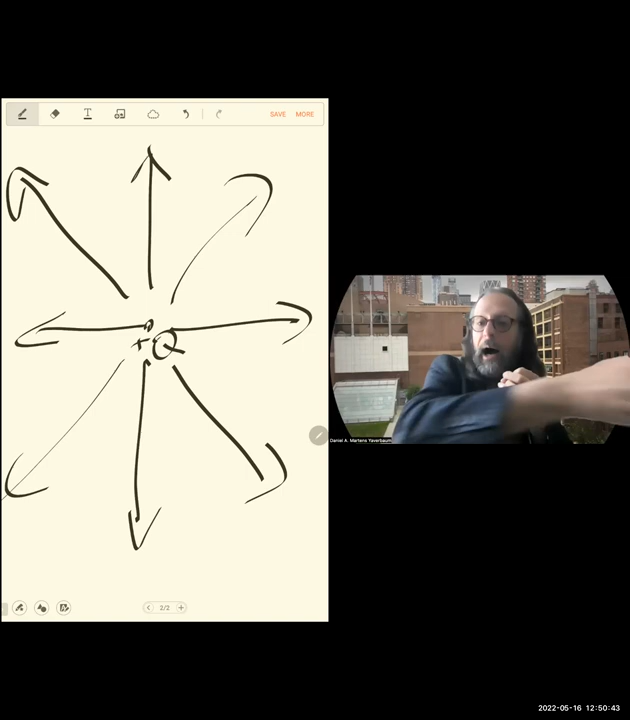 T SAVE MORE
+Q
2/2
Daniel A. Martens Yaverbaum
2022-05-16 12:50:43